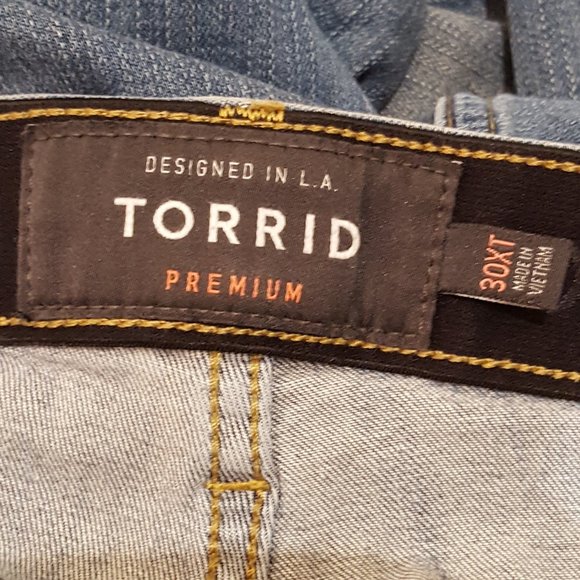 DESIGNED IN L.A.
TORRID
PREMIUM
30XT
MADE IN
VIETNAM